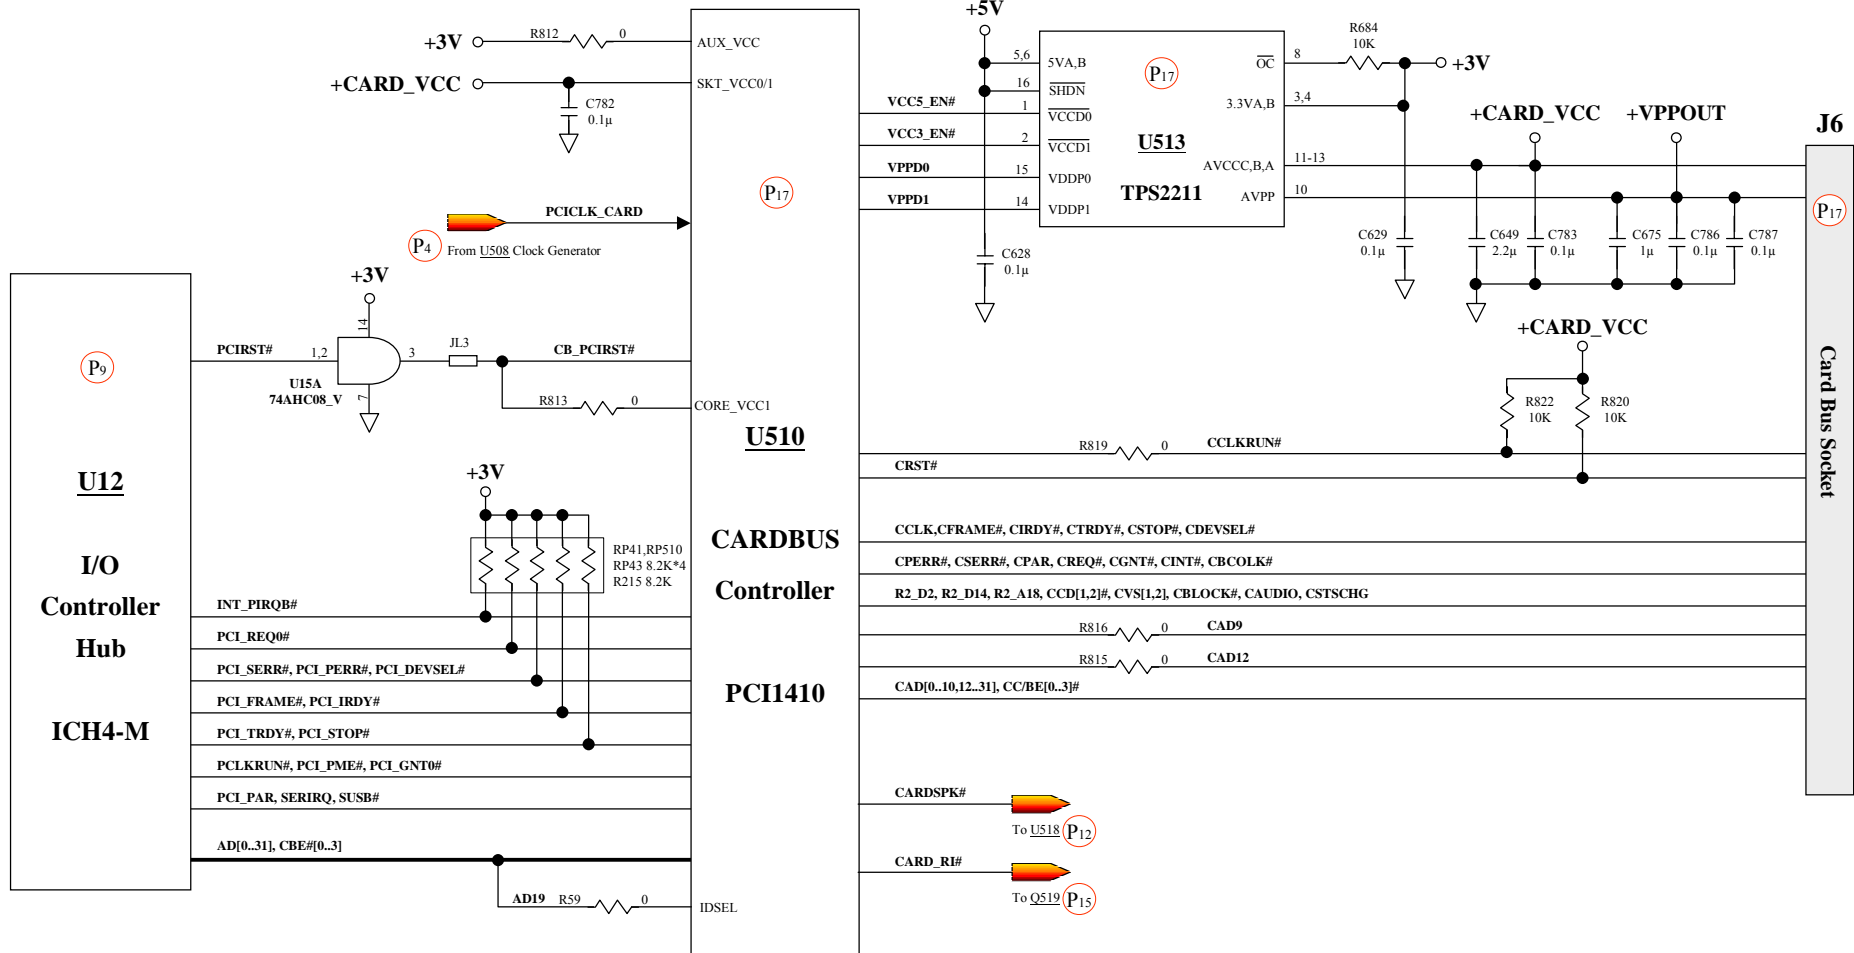 +3V
R812
0
AUX_VCC
+CARD_VCC
SKT_VCC0/1
C782
0.1µ
P17
PCICLK_CARD
P4
From U508 Clock Generator
+3V
14
PCIRST#
1,2
3
JL3
CB_PCIRST#
U15A
74AHC08_V
7
R813
0
CORE_VCC1
P9
U12
I/O
Controller
Hub
ICH4-M
U510
CARDBUS
Controller
PCI1410
+3V
RP41,RP510
RP43 8.2K*4
R215 8.2K
INT_PIRQB#
PCI_REQ0#
PCI_SERR#, PCI_PERR#, PCI_DEVSEL#
PCI_FRAME#, PCI_IRDY#
PCI_TRDY#, PCI_STOP#
PCLKRUN#, PCI_PME#, PCI_GNT0#
PCI_PAR, SERIRQ, SUSB#
AD[0..31], CBE#[0..3]
AD19
R59
0
IDSEL
+5V
VCC5_EN#
VCC3_EN#
VPPD0
VPPD1
5,6
16
1
2
15
14
5VA,B
SHDN
VCCD0
VCCD1
VDDP0
VDDP1
P17
U513
TPS2211
OC
3.3VA,B
AVCCC,B,A
AVPP
8
3,4
11-13
10
R684
10K
+3V
C628
0.1µ
C629
0.1µ
+CARD_VCC
+VPPOUT
C649
2.2µ
C783
0.1µ
C675
1µ
C786
0.1µ
C787
0.1µ
J6
P17
Card Bus Socket
+CARD_VCC
R822
10K
R820
10K
R819
0
CCLKRUN#
CRST#
CCLK,CFRAME#, CIRDY#, CTRDY#, CSTOP#, CDEVSEL#
CPERR#, CSERR#, CPAR, CREQ#, CGNT#, CINT#, CBCOLK#
R2_D2, R2_D14, R2_A18, CCD[1,2]#, CVS[1,2], CBLOCK#, CAUDIO, CSTSCHG
R816
0
CAD9
R815
0
CAD12
CAD[0..10,12..31], CC/BE[0..3]#
CARDSPK#
To U518
P12
CARD_RI#
To Q519
P15